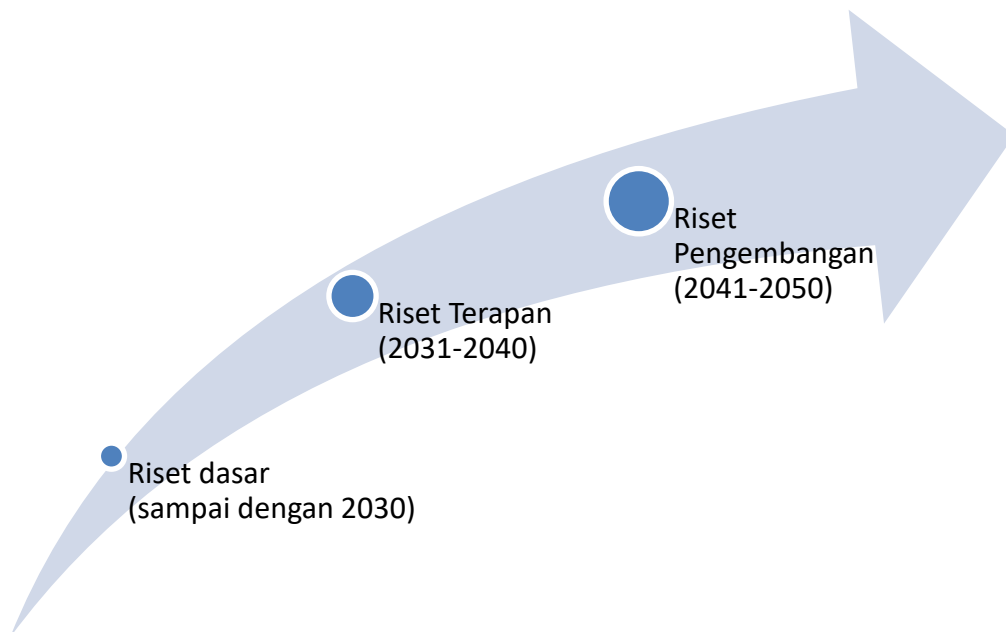 Riset dasar
(sampai dengan 2030)
Riset Terapan
(2031-2040)
Riset
Pengembangan
(2041-2050)